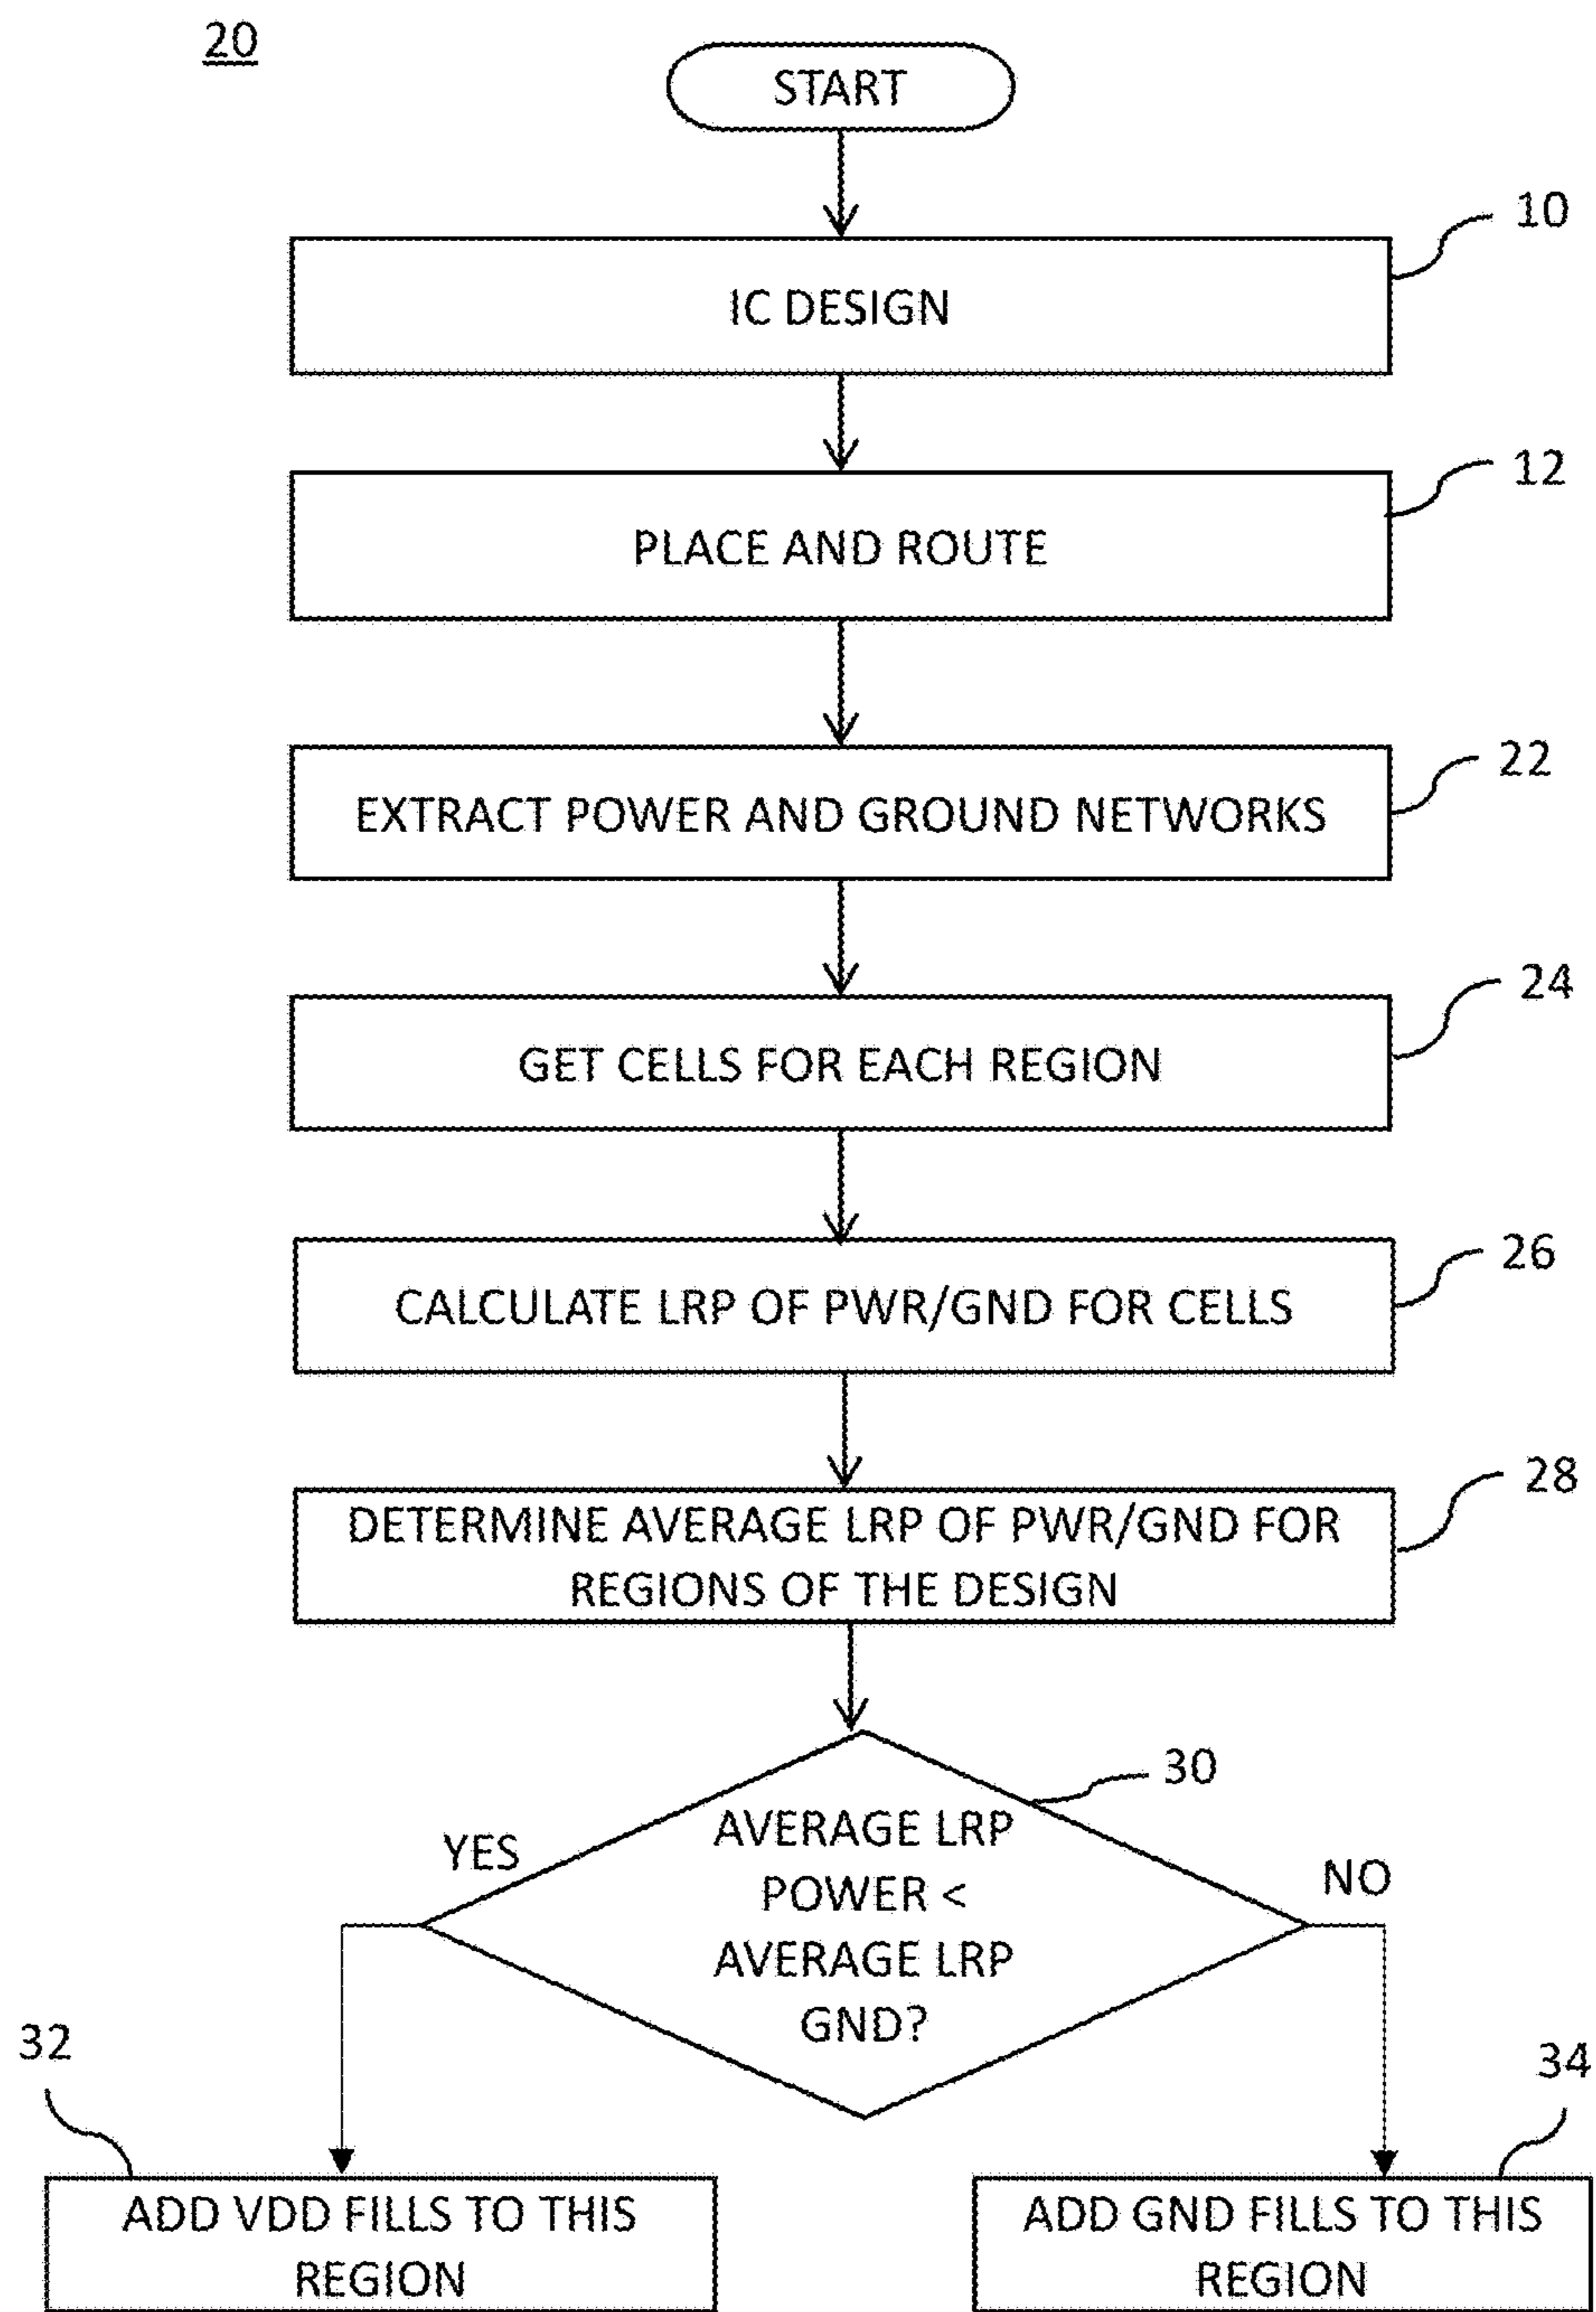 20
START
10
IC DESIGN
12
PLACE AND ROUTE
22
EXTRACT POWER AND GROUND NETWORKS
24
GET CELLS FOR EACH REGION
26
CALCULATE LRP OF PWR/GND FOR CELLS
28
DETERMINE AVERAGE LRP OF PWR/GND FOR
REGIONS OF THE DESIGN
30
AVERAGE LRP
POWER <
AVERAGE LRP
GND?
YES
NO
32
ADD VDD FILLS TO THIS
REGION
34
ADD GND FILLS TO THIS
REGION